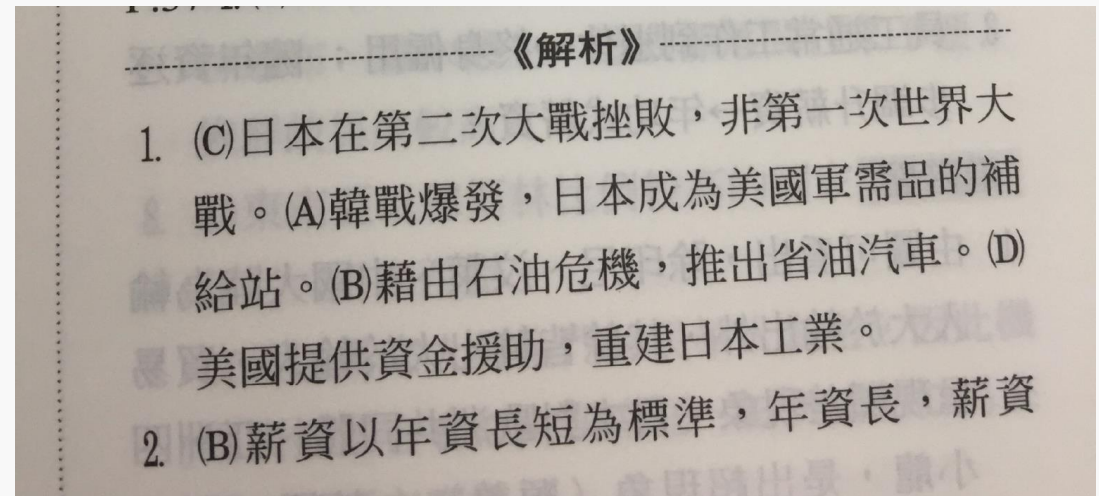 《解析》
1. (C)日本在第二次大戰挫敗，非第一次世界大
戰。(A)韓戰爆發，日本成為美國軍需品的補
給站。(B)藉由石油危機，推出省油汽車。(D)
美國提供資金援助，重建日本工業。
2. (B)薪資以年資長短為標準，年資長，薪資